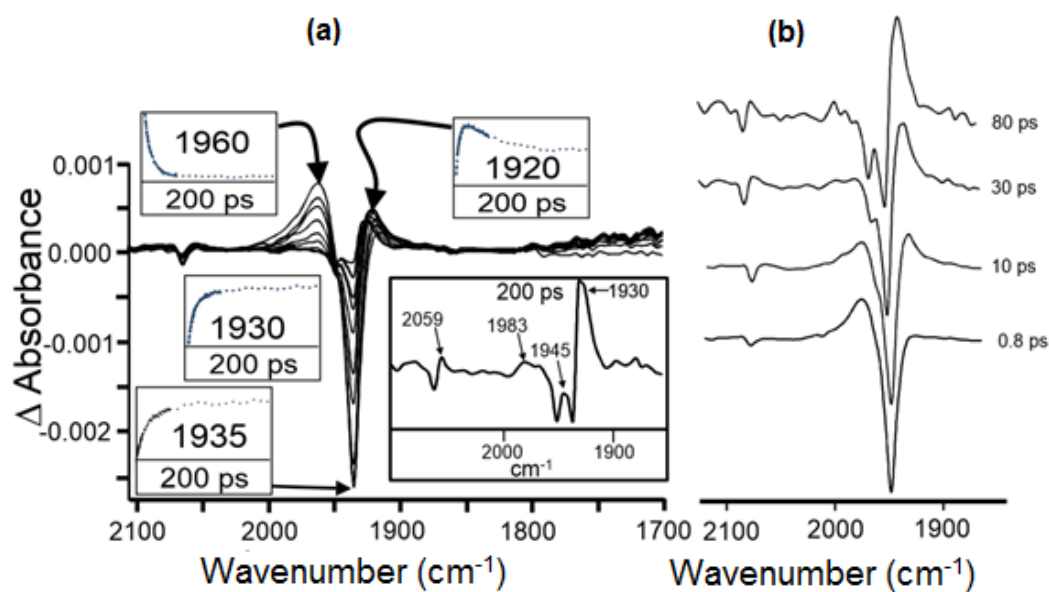 (a)
(b)
1960
200 ps
1920
200 ps
0.001
0.000
-0.001
-0.002
Δ Absorbance
1930
200 ps
1935
200 ps
200 ps
1930
2059
1983
1945
2000
1900
cm-1
2100
2000
1900
1800
1700
Wavenumber (cm-1)
80 ps
30 ps
10 ps
0.8 ps
2100
2000
1900
Wavenumber (cm-1)